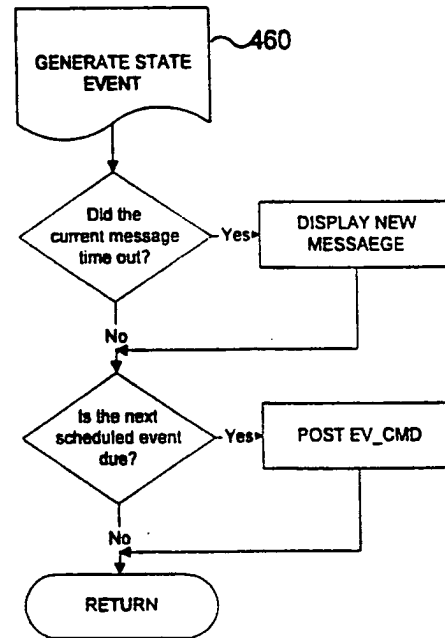 460
GENERATE STATE
EVENT
Did the
current message
time out?
Yes
DISPLAY NEW
MESSAEGE
No
Is the next
scheduled event
due?
Yes
POST EV_CMD
No
RETURN